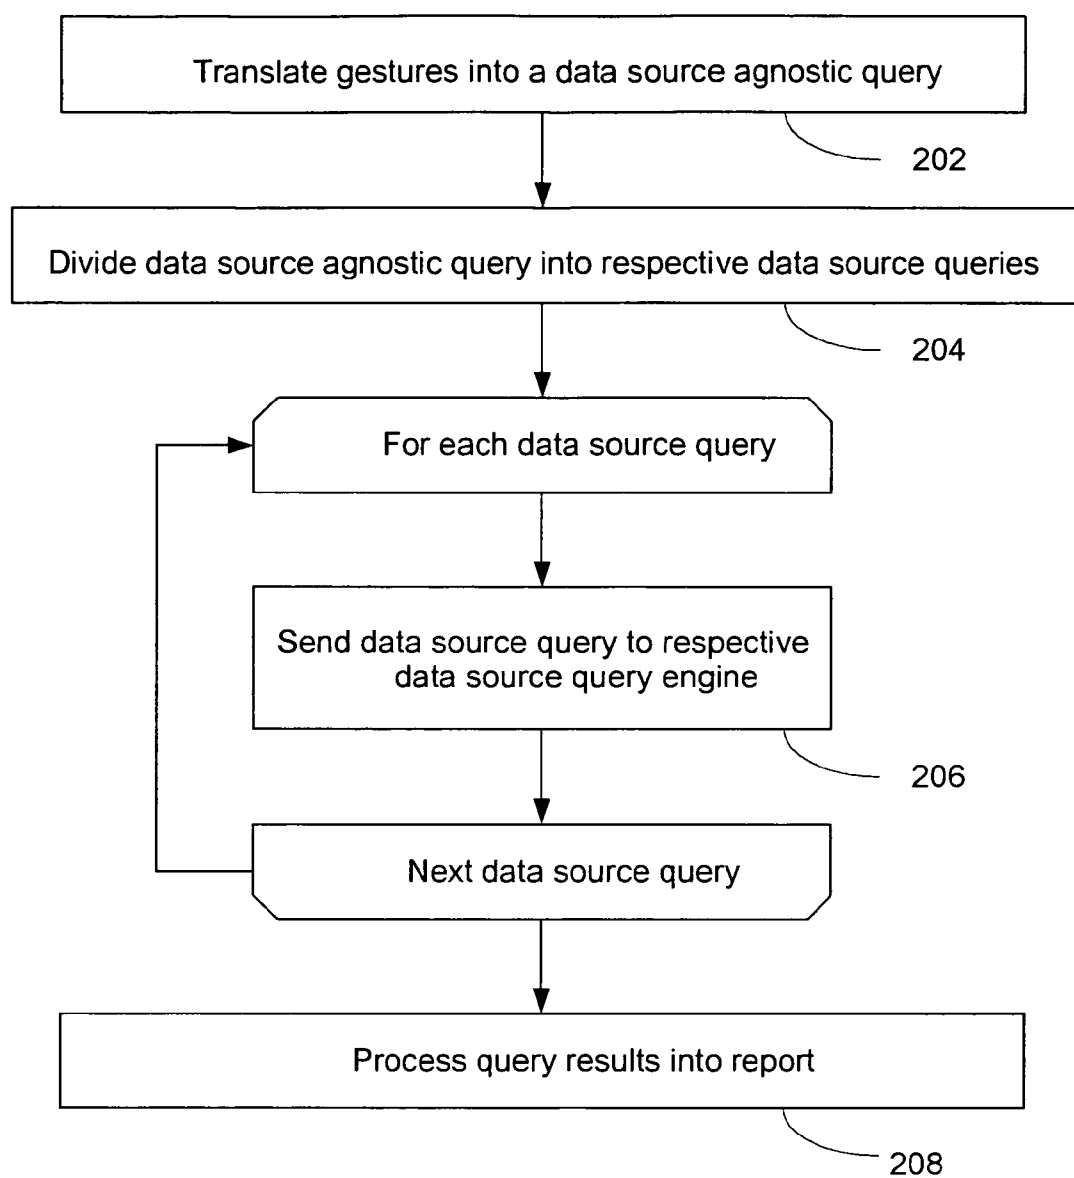 Translate gestures into a data source agnostic query
202
Divide data source agnostic query into respective data source queries
204
For each data source query
Send data source query to respective
data source query engine
206
Next data source query
Process query results into report
208